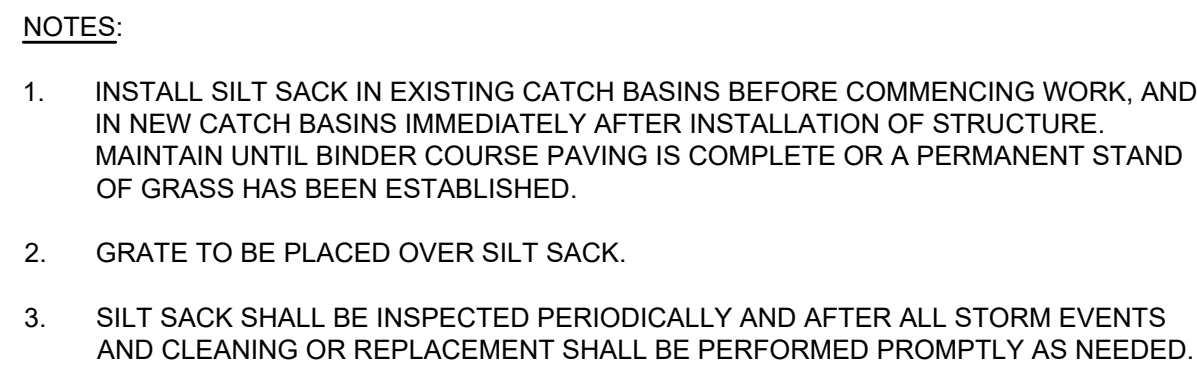 NOTES:
1. INSTALL SILT SACK IN EXISTING CATCH BASINS BEFORE COMMENCING WORK, AND
IN NEW CATCH BASINS IMMEDIATELY AFTER INSTALLATION OF STRUCTURE.
MAINTAIN UNTIL BINDER COURSE PAVING IS COMPLETE OR A PERMANENT STAND
OF GRASS HAS BEEN ESTABLISHED.
2. GRATE TO BE PLACED OVER SILT SACK.
3. SILT SACK SHALL BE INSPECTED PERIODICALLY AND AFTER ALL STORM EVENTS
AND CLEANING OR REPLACEMENT SHALL BE PERFORMED PROMPTLY AS NEEDED.